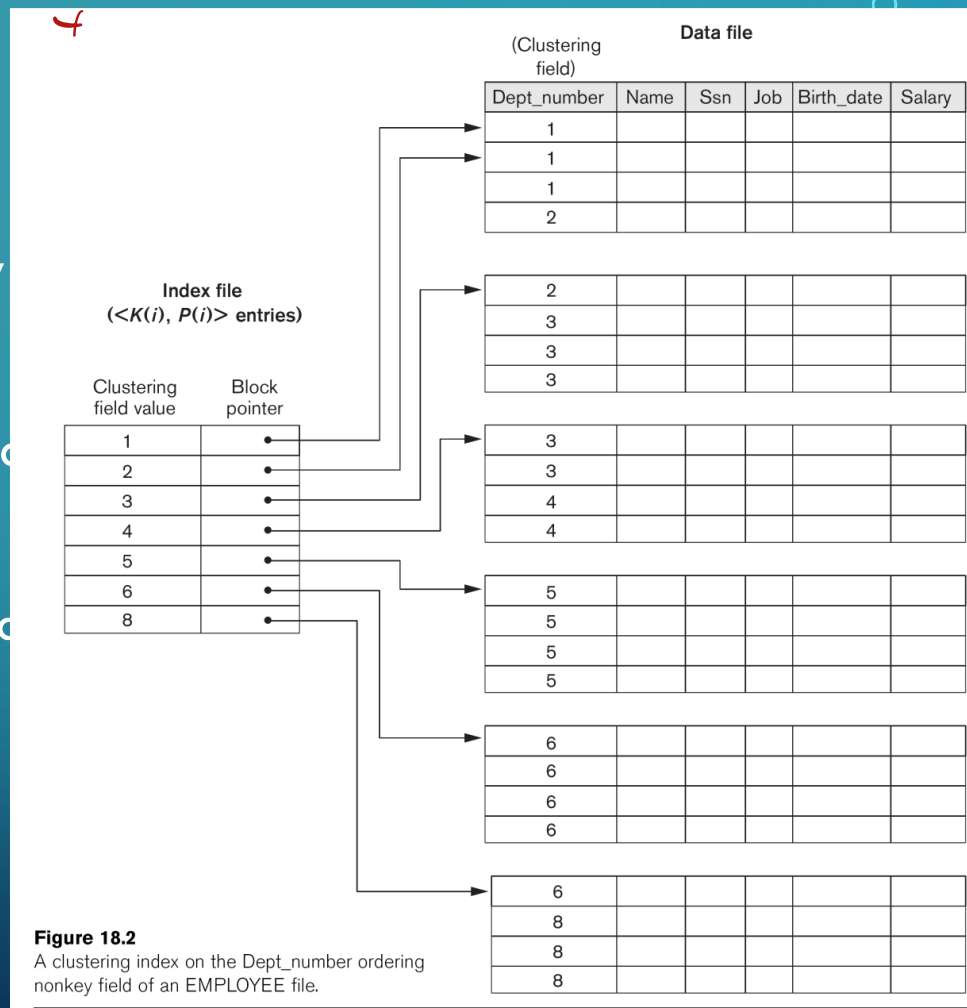 Data file
(Clustering
field)
Dept_number Name Ssn Job Birth_date Salary
1
1
1
2
2
3
3
3
3
3
4
4
5
5
5
5
6
6
6
6
6
8
8
8
Index file
(<K(i), P(i)> entries)
Clustering
field value
Block
pointer
1
2
3
4
5
6
8
Figure 18.2
A clustering index on the Dept_number ordering
nonkey field of an EMPLOYEE file.